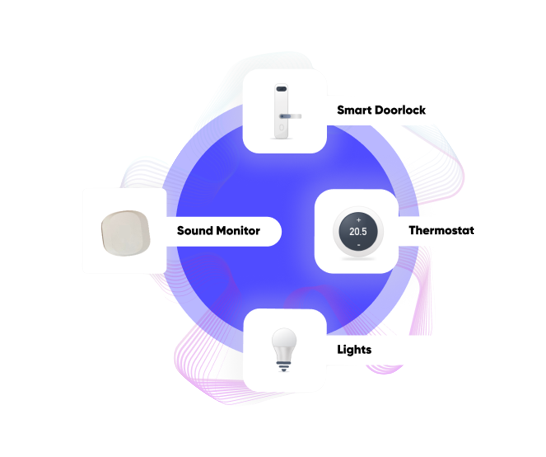 Smart Doorlock
Sound Monitor
+
20.5
-
Thermostat
Lights